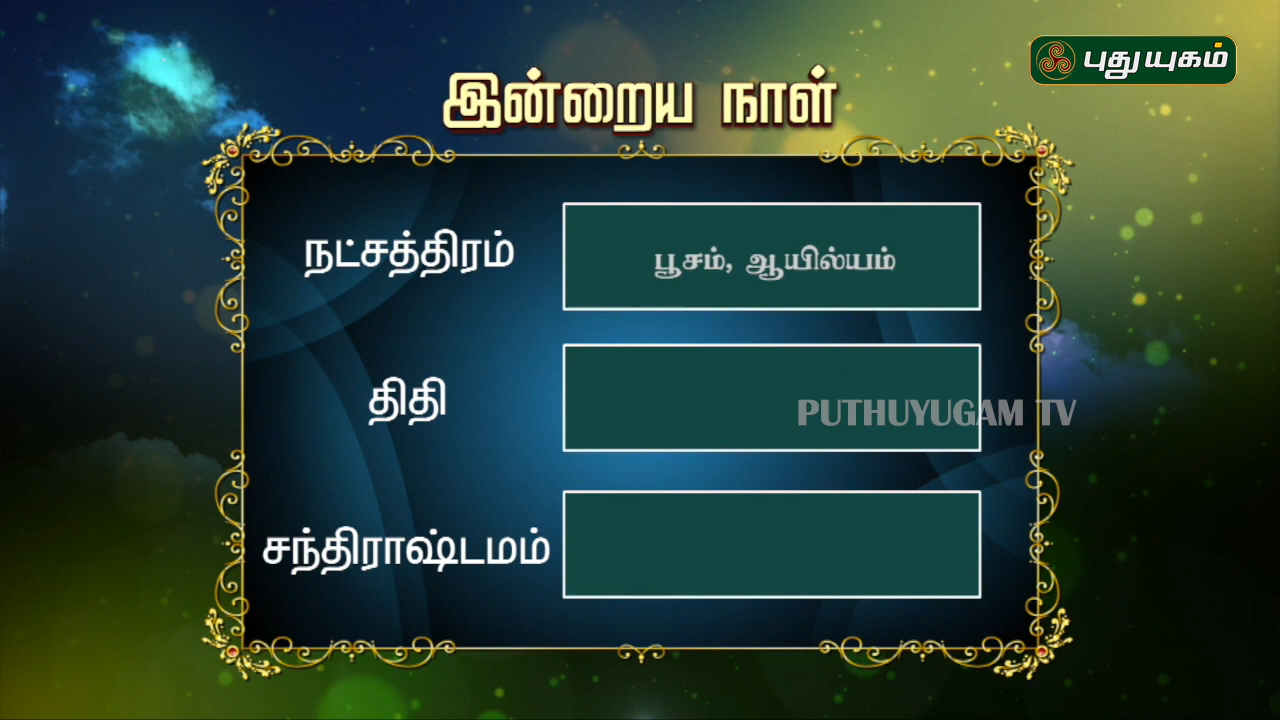 புதுயுகம்
இன்றைய நாள்
நட்சத்திரம்
பூசம், ஆயில்யம்
திதி
PUTHUYUGAM TV
சந்திராஷ்டமம்